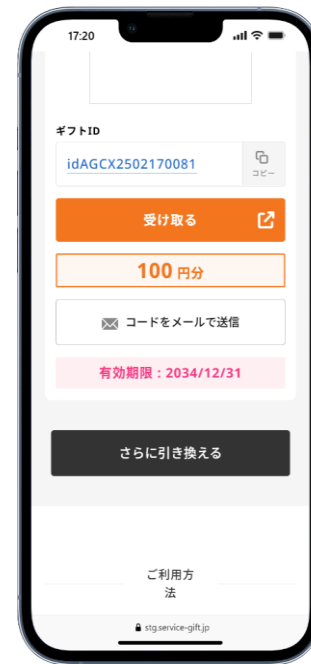 17:20
ギフトID
idAGCX2502170081
コピー
受け取る
100 円分
コードをメールで送信
有効期限：2034/12/31
さらに引き換える
ご利用方
法
stg.service-gift.jp